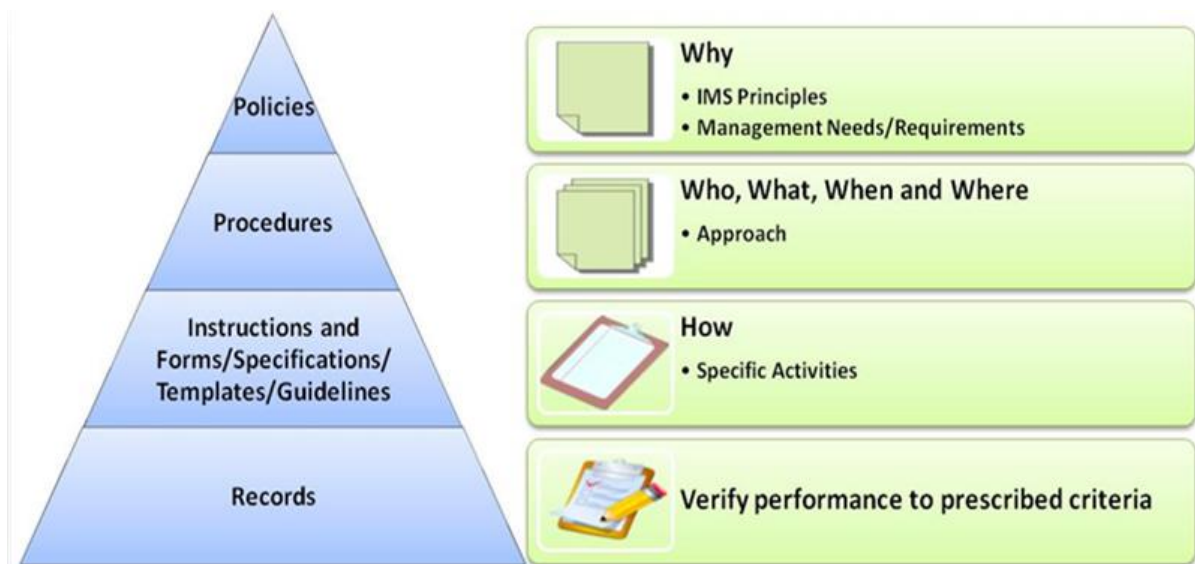 Policies
Why
• IMS Principles
• Management Needs/Requirements
Procedures
Who, What, When and Where
• Approach
Instructions and
Forms/Specifications/
Templates/Guidelines
How
• Specific Activities
Records
Verify performance to prescribed criteria